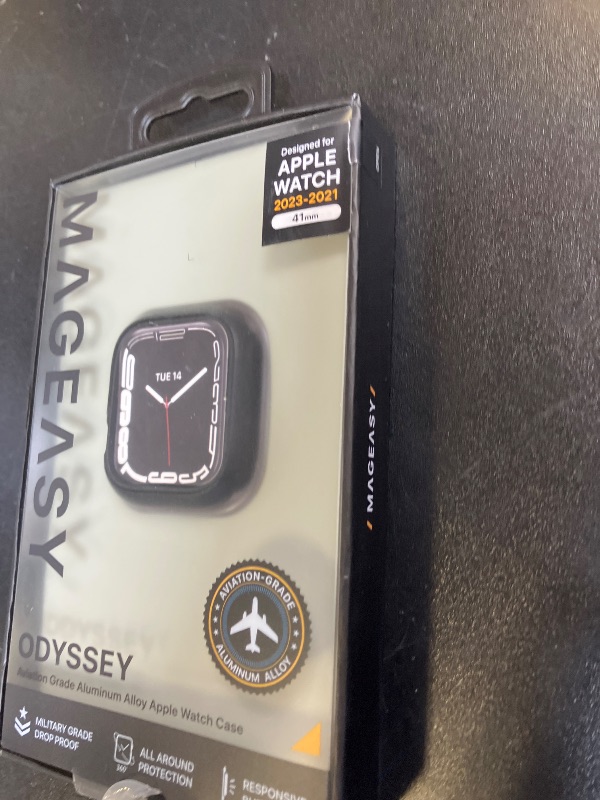 Designed for
APPLE
WATCH
2023-2021
41mm
MAGEASY
TUE 14
MAGEASY
AVIATION-GRADE
ALUMINUM ALLOY
ODYSSEY
Aviation Grade Aluminum Alloy Apple Watch Case
MILITARY GRADE
DROP PROOF
360°
ALL AROUND
PROTECTION
RESPONSIVE